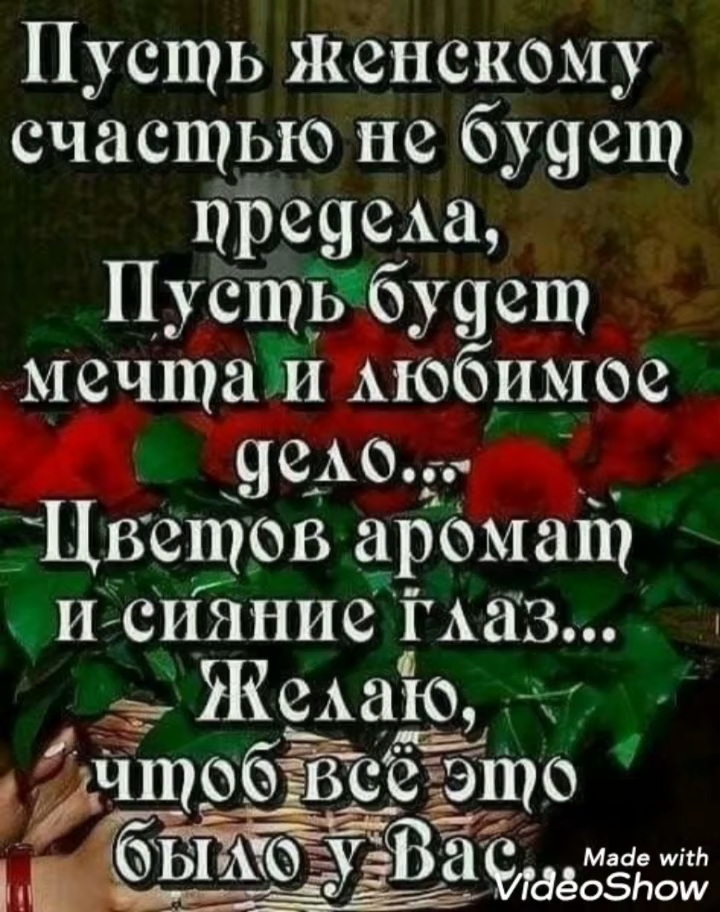 Пусть женскому
счастью не будет
предела,
Пусть будет
мечта и любимое
дело...
Цветов аромат
и сияние глаз...
Желаю,
чтоб всё это
было у Вас...
Made with
VideoShow